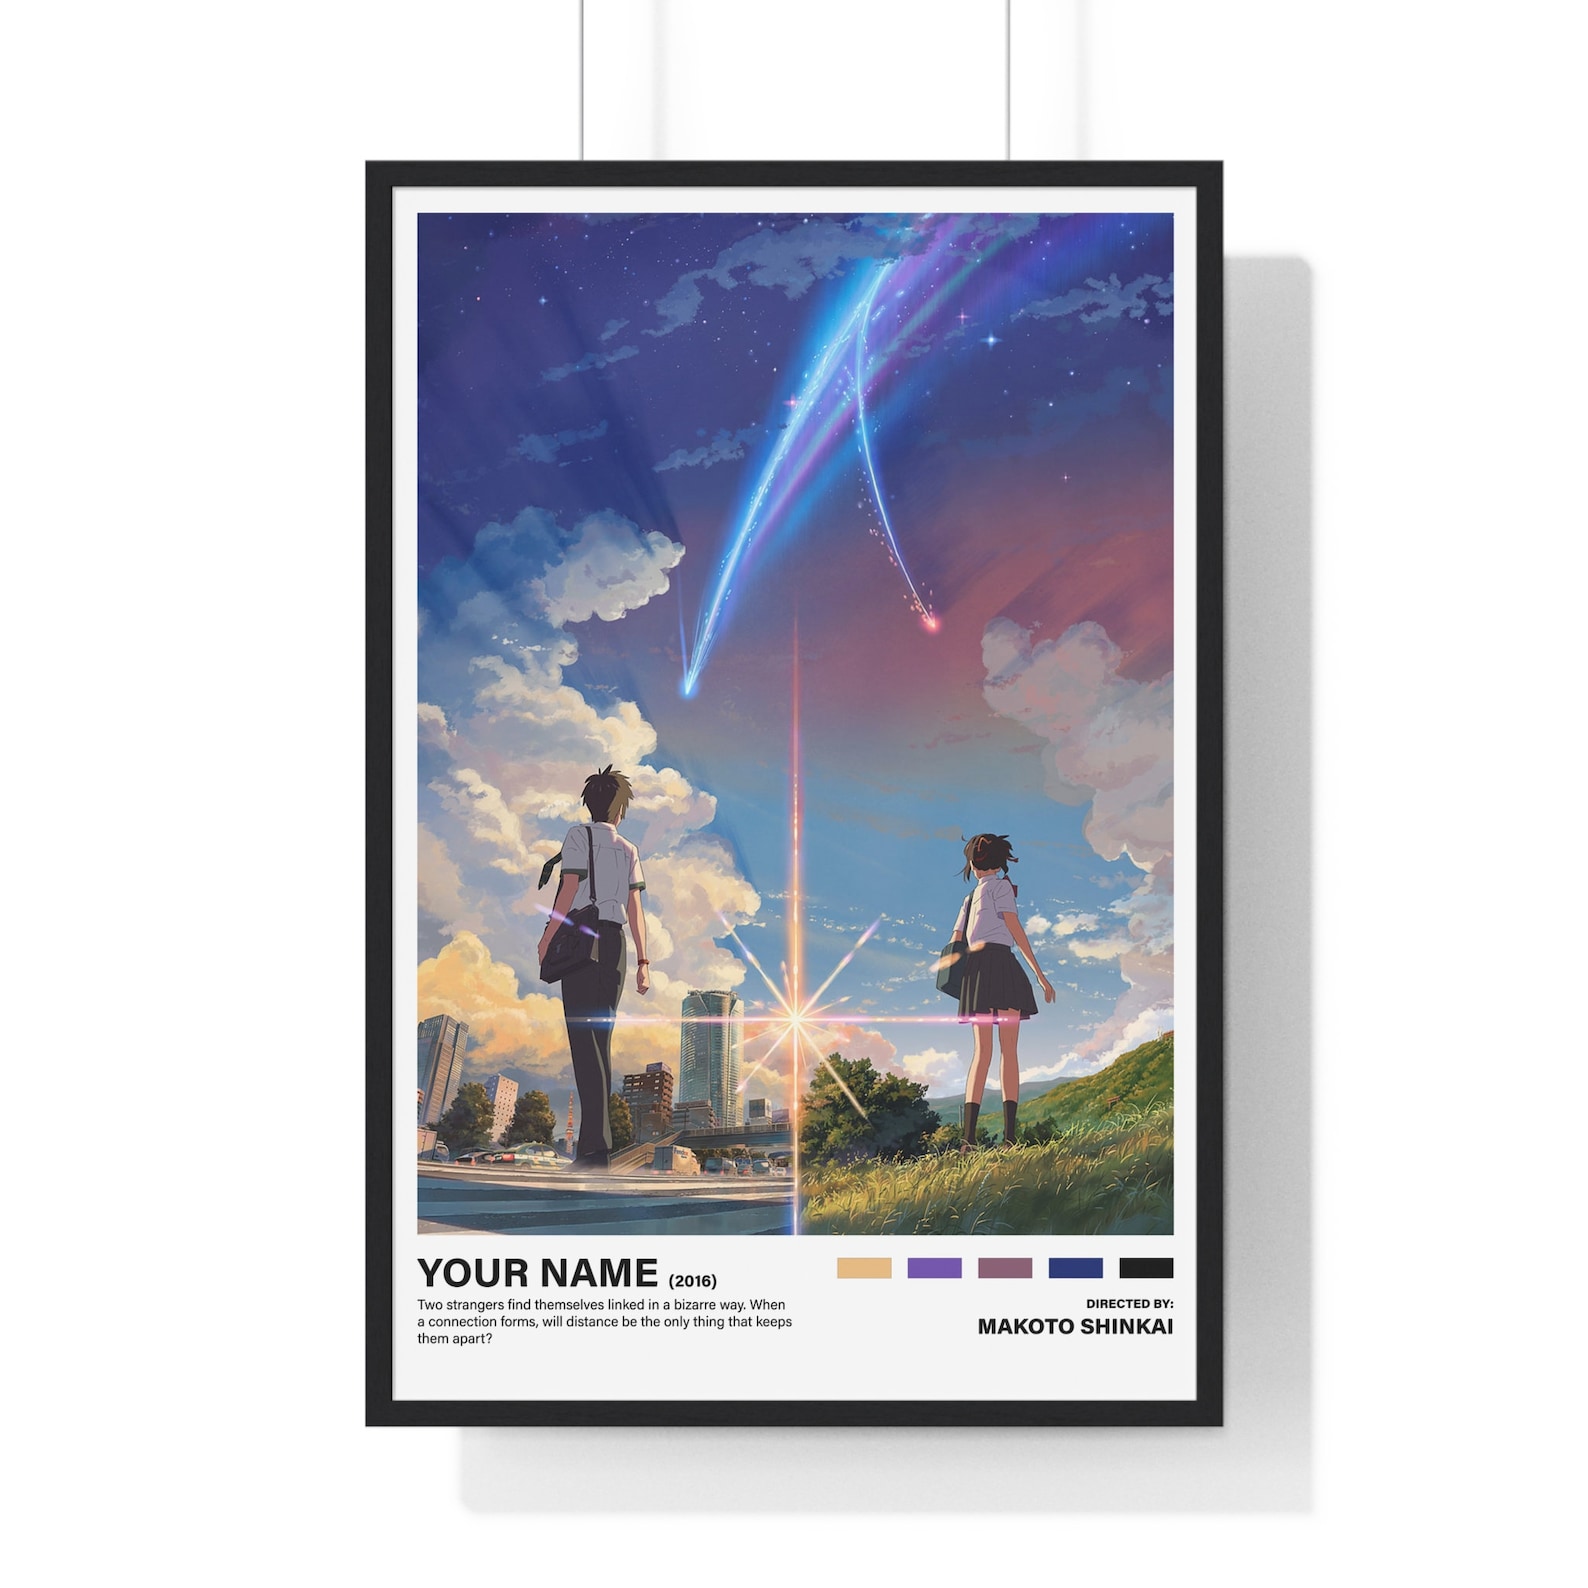 YOUR NAME (2016)
Two strangers find themselves linked in a bizarre way. When
a connection forms, will distance be the only thing that keeps
them apart?
DIRECTED BY:
MAKOTO SHINKAI